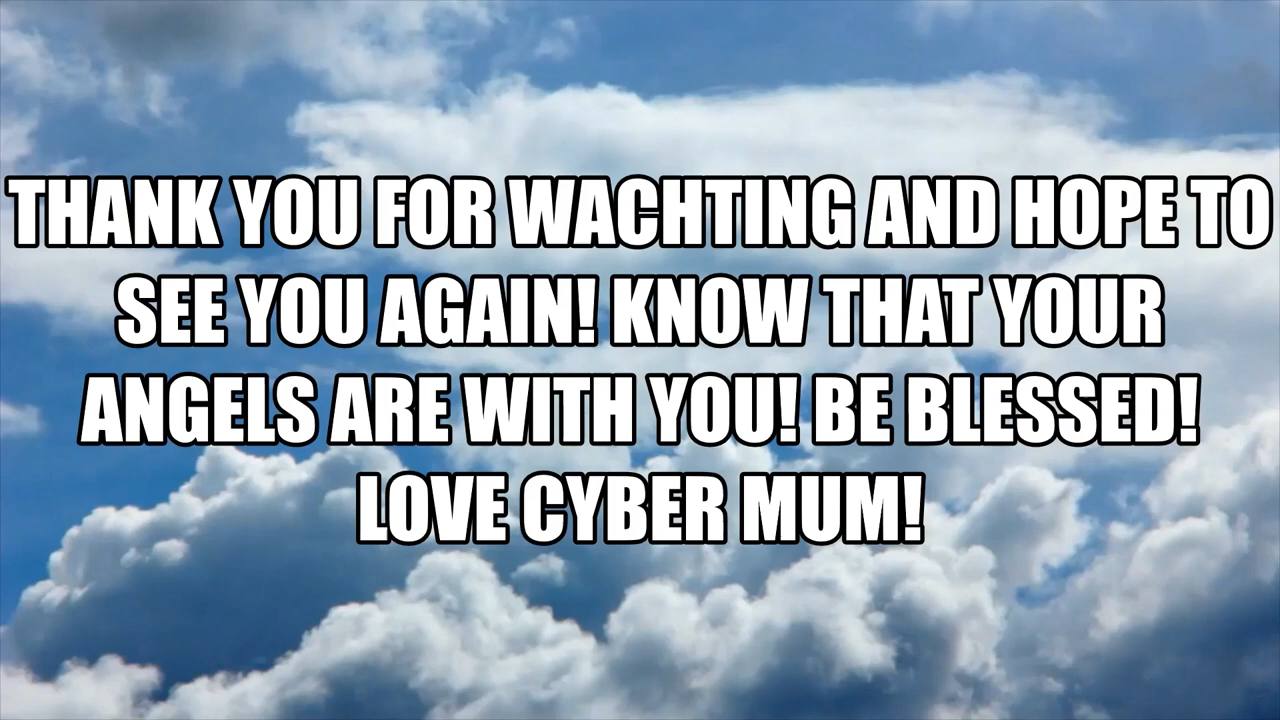 THANK YOU FOR WACHTING AND HOPE TO
SEE YOU AGAIN! KNOW THAT YOUR
ANGELS ARE WITH YOU! BE BLESSED!
LOVE CYBER MUM!